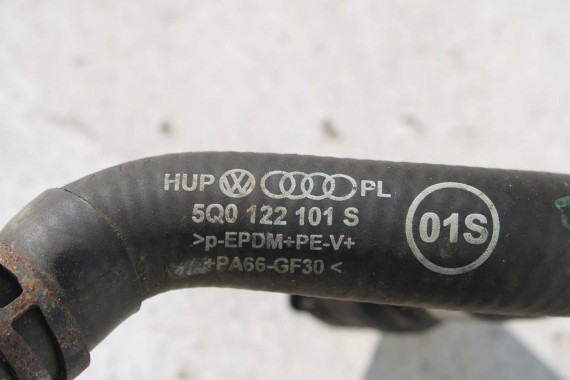 HUP PL
5Q0 122 101 S
>p-EPDM+PE-V+
+PA66-GF30<
01S